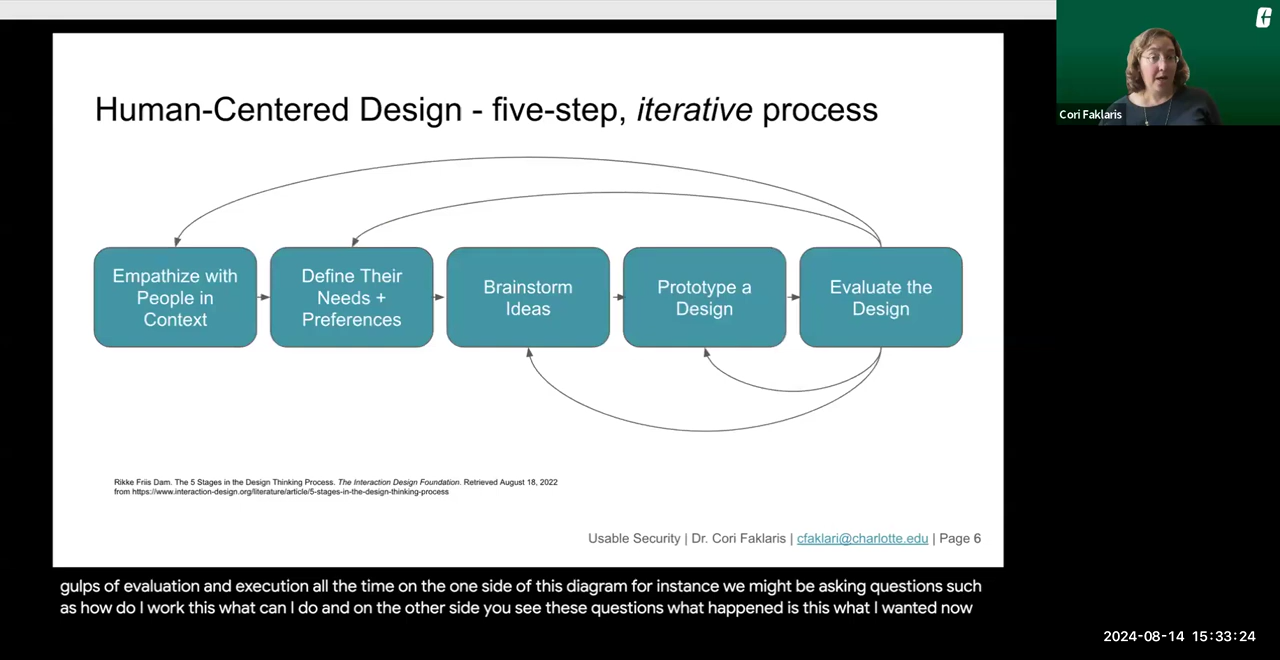 Human-Centered Design - five-step, iterative process
Empathize with
People in
Context
Define Their
Needs +
Preferences
Brainstorm
Ideas
Prototype a
Design
Evaluate the
Design
Rikke Friis Dam. The 5 Stages in the Design Thinking Process. The Interaction Design Foundation. Retrieved August 18, 2022
from https://www.interaction-design.org/literature/article/5-stages-in-the-design-thinking-process
Usable Security | Dr. Cori Faklaris | cfaklari@charlotte.edu | Page 6
Cori Faklaris
gulps of evaluation and execution all the time on the one side of this diagram for instance we might be asking questions such
as how do I work this what can I do and on the other side you see these questions what happened is this what I wanted now
2024-08-14 15:33:24